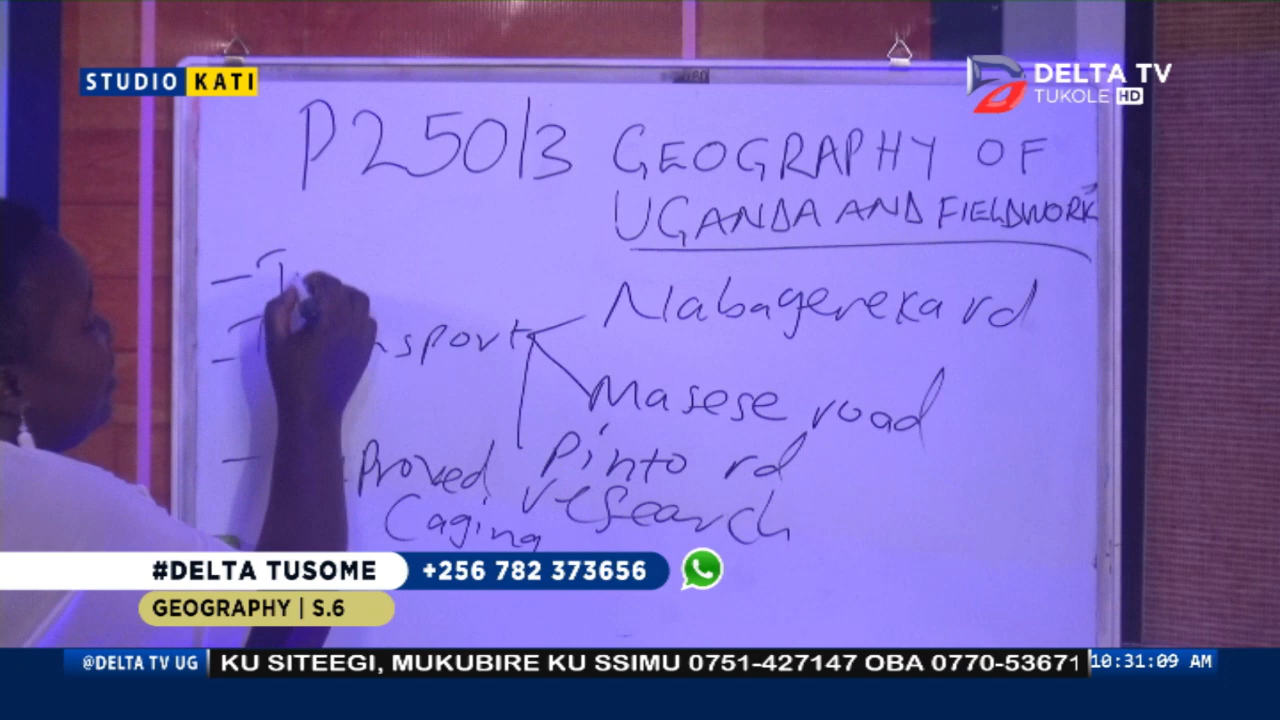 STUDIO KATI
DELTA TV
TUKOLE HD
P250/3 GEOGRAPHY OF
UGANDA AND FIELDWORK
– T
Nabagereka rd
– sport
Masese road
– Proved Pinto rd
Caging research
#DELTA TUSOME +256 782 373656
GEOGRAPHY | S.6
@DELTA TV UG KU SITEEGI, MUKUBIRE KU SSIMU 0751-427147 OBA 0770-53671 10:31:09 AM